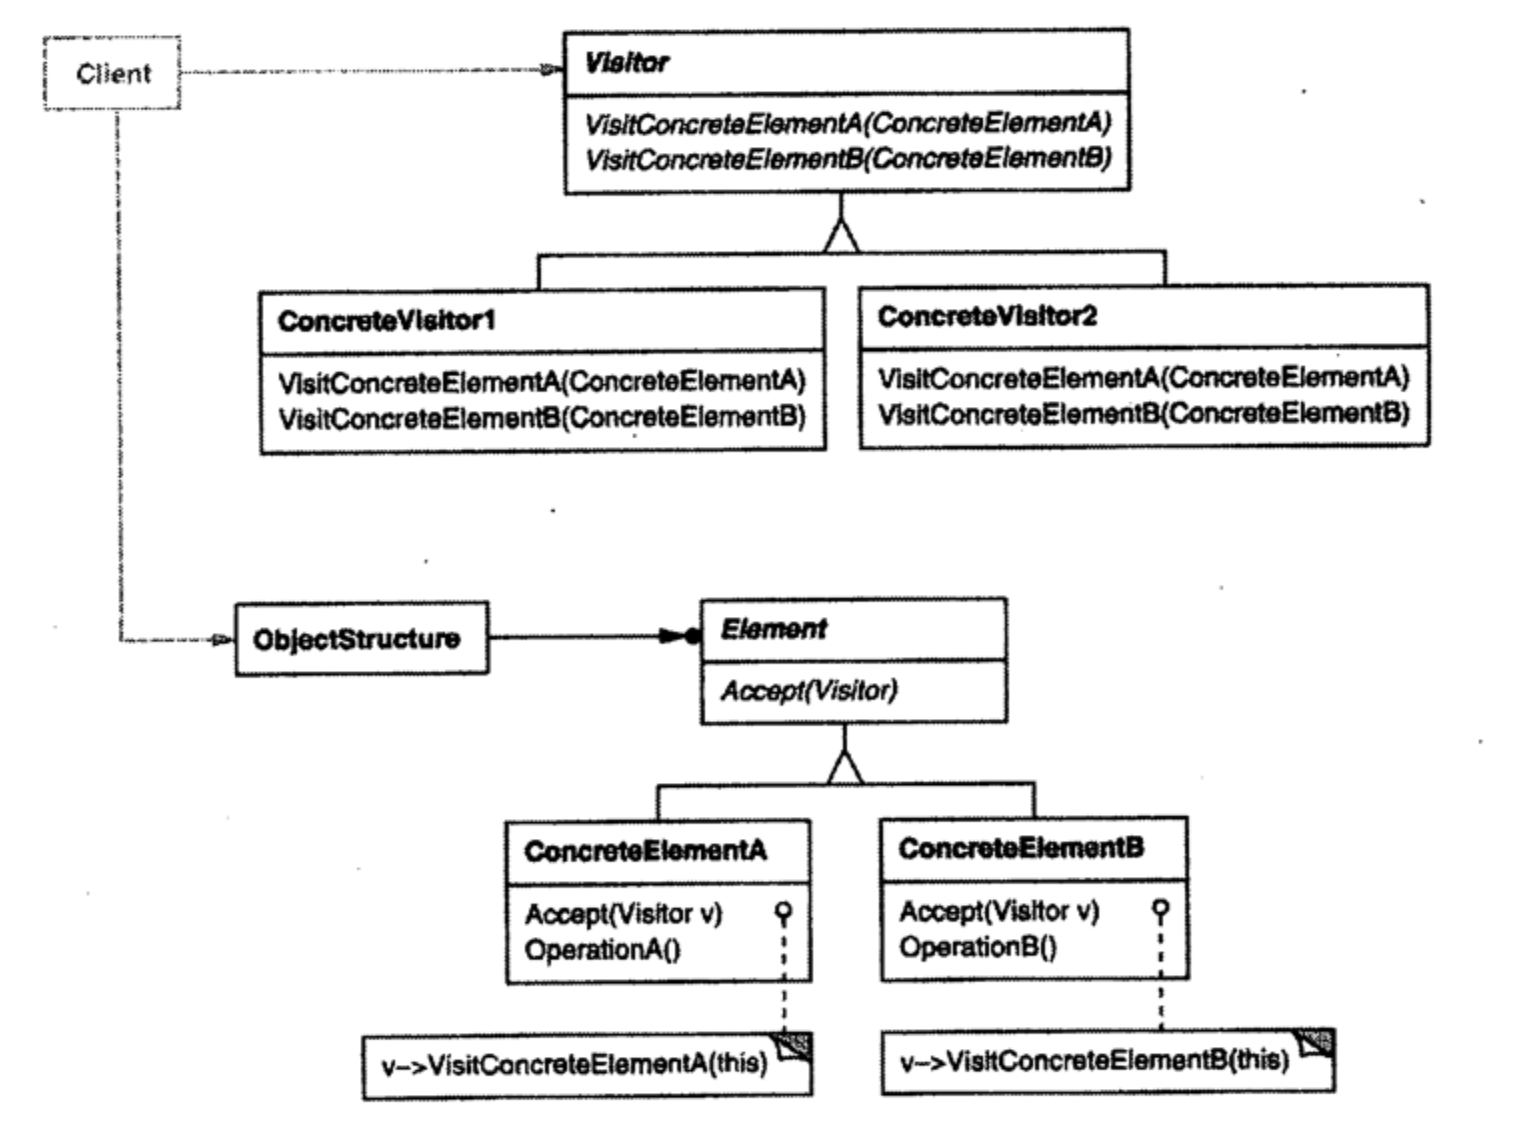 Client
Visitor
VisitConcreteElementA(ConcreteElementA)
VisitConcreteElementB(ConcreteElementB)
ConcreteVisitor1
VisitConcreteElementA(ConcreteElementA)
VisitConcreteElementB(ConcreteElementB)
ConcreteVisitor2
VisitConcreteElementA(ConcreteElementA)
VisitConcreteElementB(ConcreteElementB)
ObjectStructure
Element
Accept(Visitor)
ConcreteElementA
Accept(Visitor v)
OperationA()
ConcreteElementB
Accept(Visitor v)
OperationB()
v–>VisitConcreteElementA(this)
v–>VisitConcreteElementB(this)